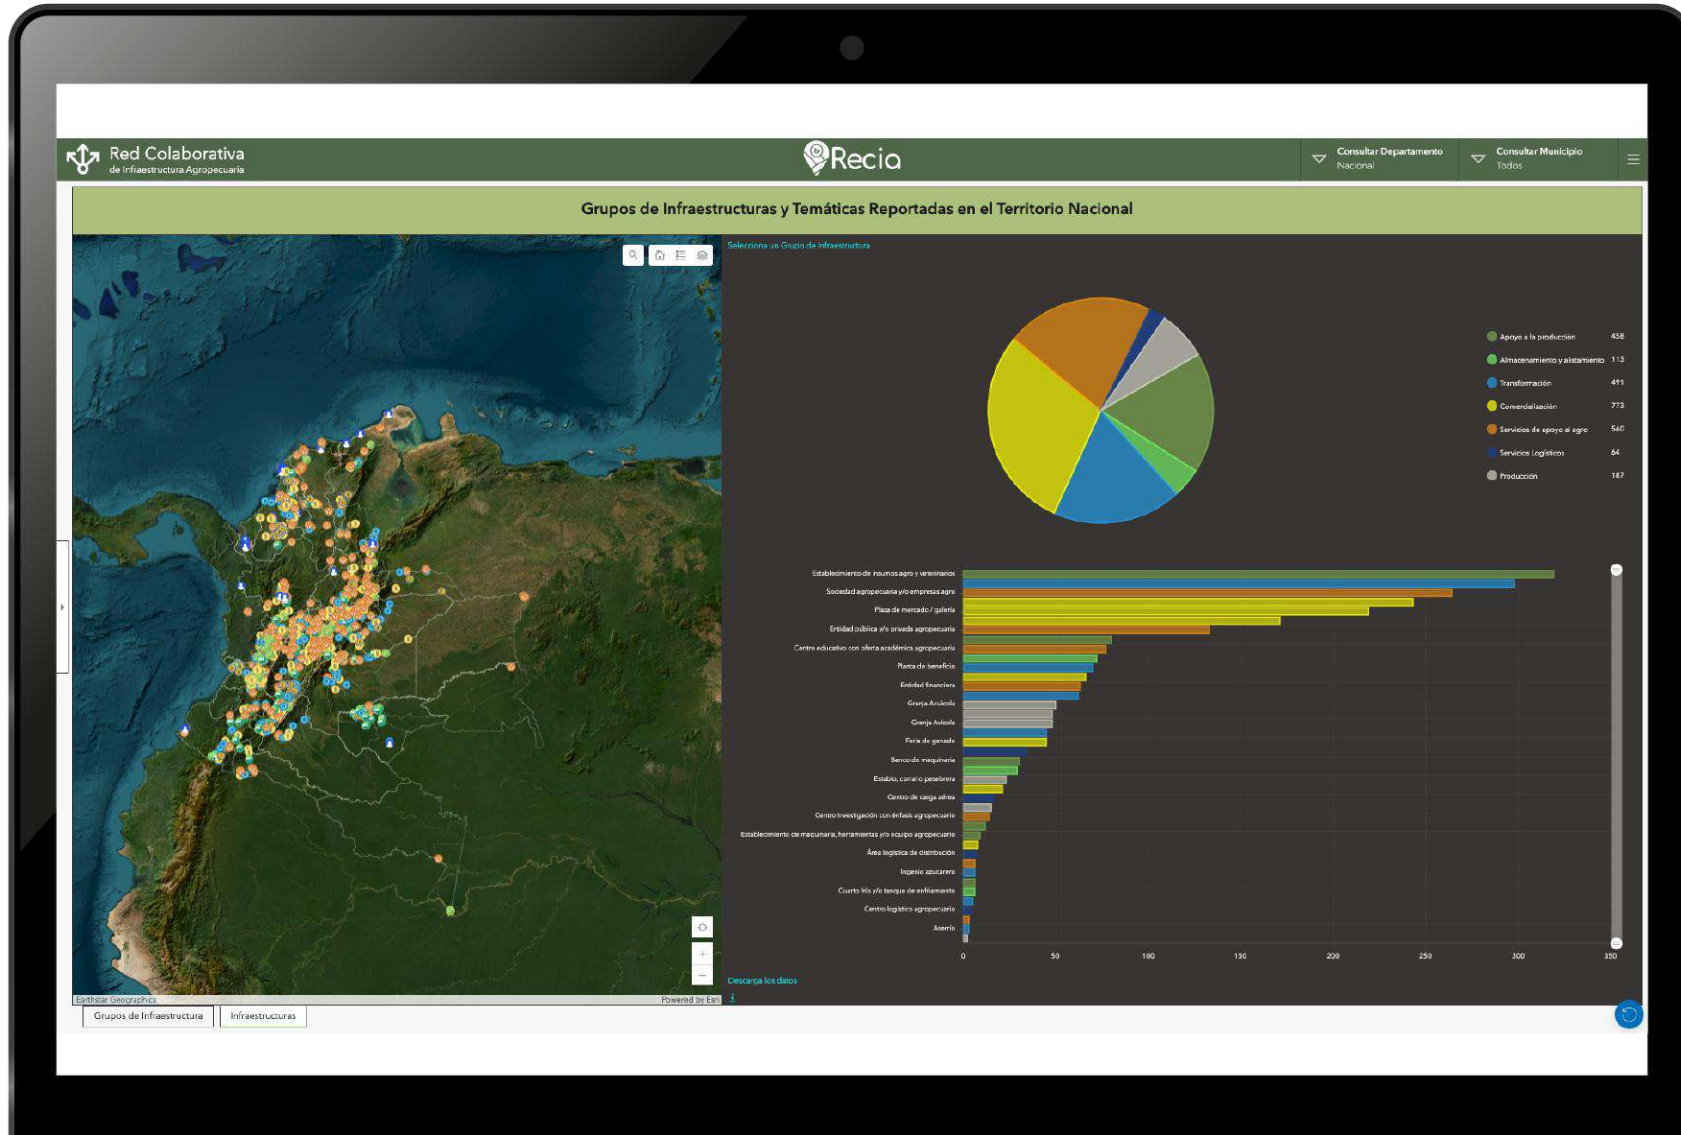 Red Colaborativa
de Infraestructura Agropecuaria
Recia
Consultar Departamento
Nacional
Consultar Municipio
Todos
Grupos de Infraestructuras y Temáticas Reportadas en el Territorio Nacional
Selecciona un Grupo de Infraestructura
Apoyo a la producción 458
Almacenamiento y alistamiento 113
Transformación 491
Comercialización 773
Servicios de apoyo al agro 560
Servicios Logísticos 64
Producción 187
Establecimiento de insumos agro y veterinarios
Sociedad agropecuaria y/o empresas agro
Plaza de mercado / galería
Entidad pública y/o privada agropecuaria
Centro educativo con oferta académica agropecuaria
Planta de beneficio
Entidad financiera
Granja Acuícola
Granja Avícola
Feria de ganado
Banco de maquinaria
Establo, corral o pesebrera
Centro de carga aérea
Centro Investigación con énfasis agropecuario
Establecimiento de maquinaria, herramientas y/o equipo agropecuario
Área logística de distribución
Ingenio azucarero
Cuarto frío y/o tanque de enfriamiento
Centro logístico agropecuario
Aserrío
0 50 100 150 200 250 300 350
Descarga los datos
Earthstar Geographics
Powered by Esri
Grupos de Infraestructura
Infraestructuras